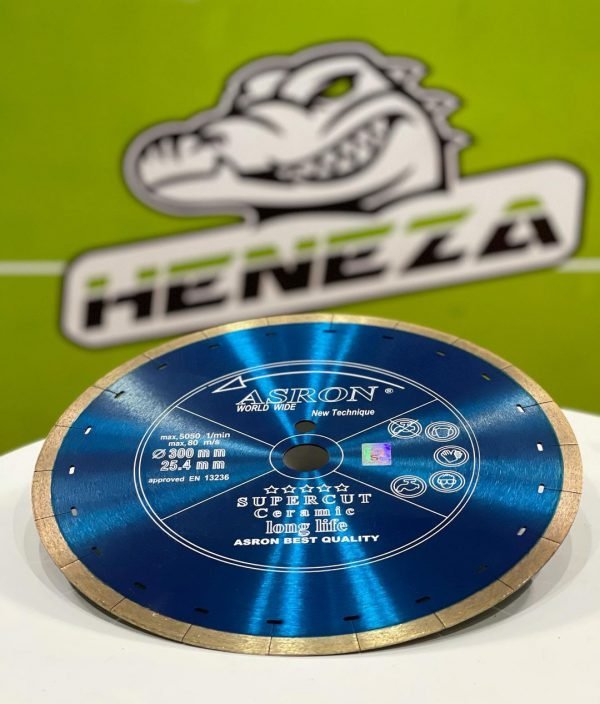 HENEZA
ASRON ®
WORLD WIDE New Technique
max.5050 1/min
max.80 m/s
Ø 300 mm
25.4 mm
approved EN 13236
SUPERCUT
Ceramic
long life
ASRON BEST QUALITY